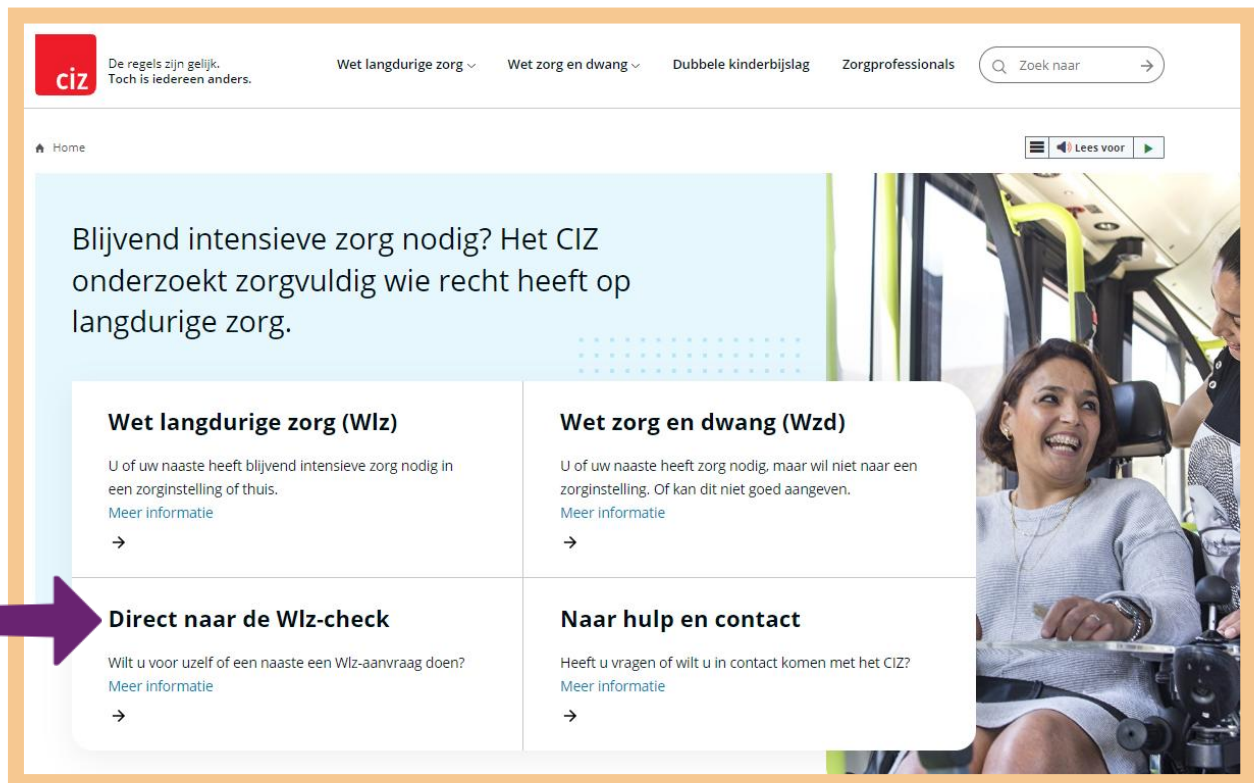 ciz
De regels zijn gelijk.
Toch is iedereen anders.
Wet langdurige zorg
Wet zorg en dwang
Dubbele kinderbijslag
Zorgprofessionals
Zoek naar
Home
Lees voor
Blijvend intensieve zorg nodig? Het CIZ
onderzoekt zorgvuldig wie recht heeft op
langdurige zorg.
Wet langdurige zorg (Wlz)
U of uw naaste heeft blijvend intensieve zorg nodig in
een zorginstelling of thuis.
Meer informatie
Wet zorg en dwang (Wzd)
U of uw naaste heeft zorg nodig, maar wil niet naar een
zorginstelling. Of kan dit niet goed aangeven.
Meer informatie
Direct naar de Wlz-check
Wilt u voor uzelf of een naaste een Wlz-aanvraag doen?
Meer informatie
Naar hulp en contact
Heeft u vragen of wilt u in contact komen met het CIZ?
Meer informatie